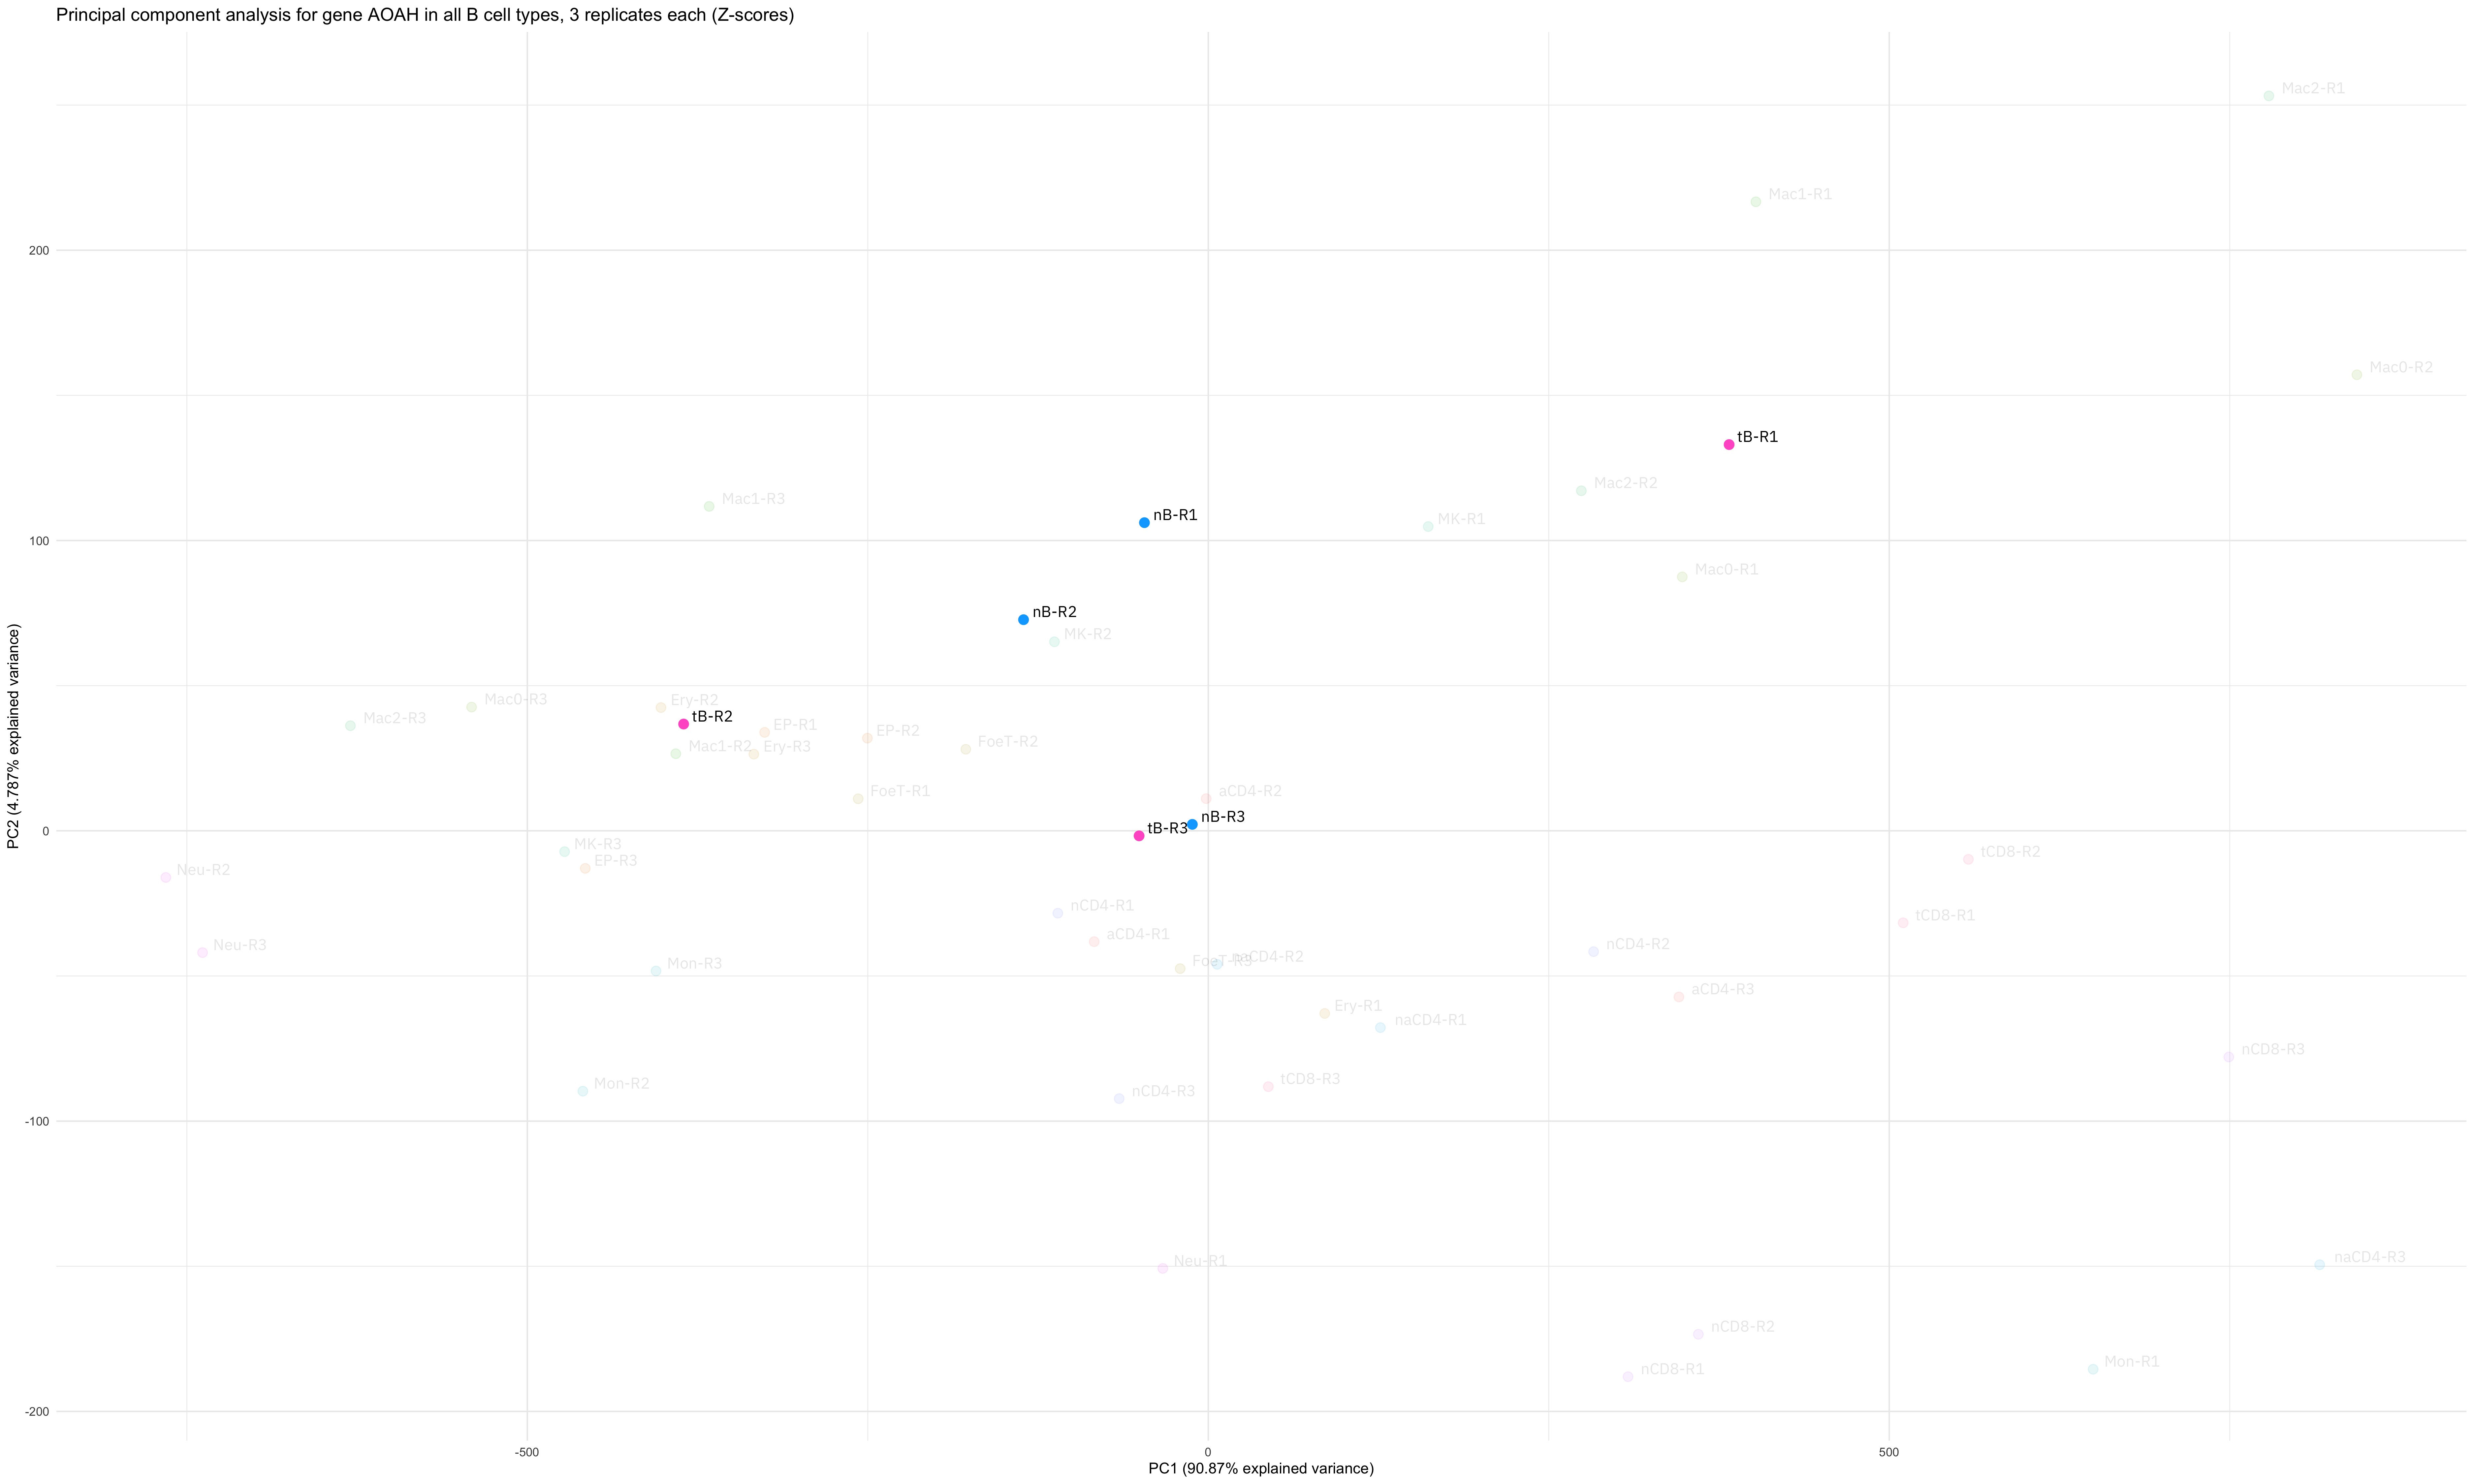 Principal component analysis for gene AOAH in all B cell types, 3 replicates each (Z-scores)
Mac2-R1
Mac1-R1
200
Mac0-R2
tB-R1
Mac2-R2
Mac1-R3
nB-R1
MK-R1
100
Mac0-R1
nB-R2
MK-R2
Mac0-R3
Ery-R2
Mac2-R3
tB-R2
EP-R1
EP-R2
Mac1-R2
Ery-R3
FoeT-R2
FoeT-R1
aCD4-R2
nB-R3
tB-R3
0
PC2 (4.787% explained variance)
MK-R3
EP-R3
tCD8-R2
Neu-R2
nCD4-R1
tCD8-R1
aCD4-R1
Neu-R3
nCD4-R2
FoeT-R3
naCD4-R2
Mon-R3
aCD4-R3
Ery-R1
naCD4-R1
nCD8-R3
tCD8-R3
Mon-R2
nCD4-R3
-100
Neu-R1
naCD4-R3
nCD8-R2
nCD8-R1
Mon-R1
-200
-500
0
500
PC1 (90.87% explained variance)